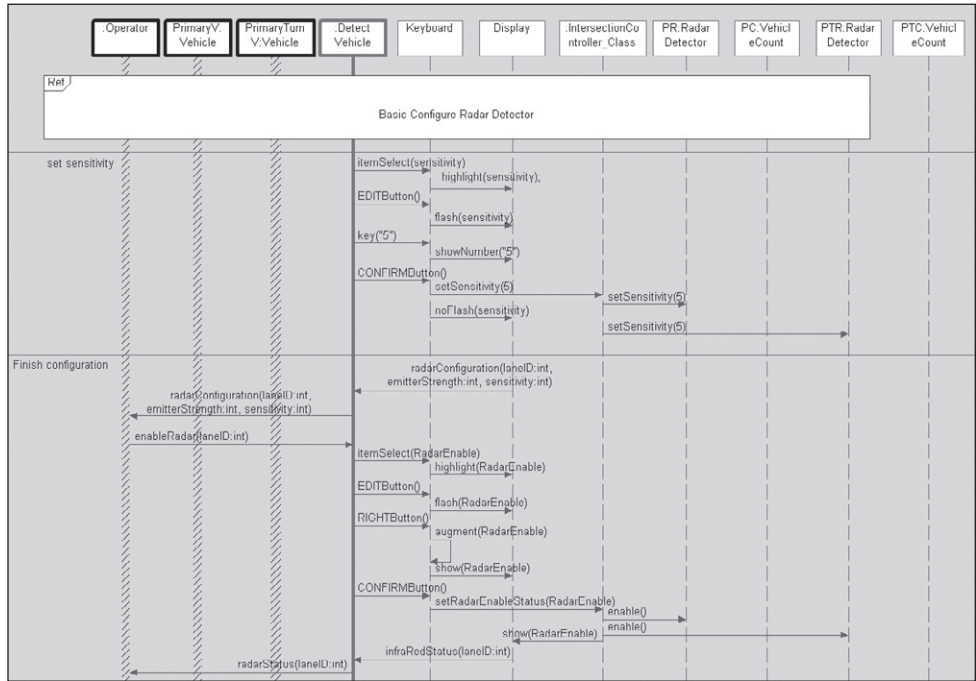 :Operator
PrimaryV:
Vehicle
PrimaryTurn
V:Vehicle
:Detect
Vehicle
Keyboard
Display
:IntersectionCo
ntroller_Class
PR:Radar
Detector
PC:Vehicl
eCount
PTR:Radar
Detector
PTC:Vehicl
eCount
Ref
Basic Configure Radar Detector
set sensitivity
itemSelect(sensitivity)
highlight(sensitivity),
EDITButton()
flash(sensitivity)
key("5")
showNumber("5")
CONFIRMButton()
setSensitivity(5)
setSensitivity(5)
noFlash(sensitivity)
setSensitivity(5)
Finish configuration
radarConfiguration(laneID:int,
emitterStrength:int, sensitivity:int)
radarConfiguration(laneID:int,
emitterStrength:int, sensitivity:int)
enableRadar(laneID:int)
itemSelect(RadarEnable)
highlight(RadarEnable)
EDITButton()
flash(RadarEnable)
RIGHTButton()
augment(RadarEnable)
show(RadarEnable)
CONFIRMButton()
setRadarEnableStatus(RadarEnable)
enable()
enable()
show(RadarEnable)
infraRedStatus(laneID:int)
radarStatus(laneID:int)